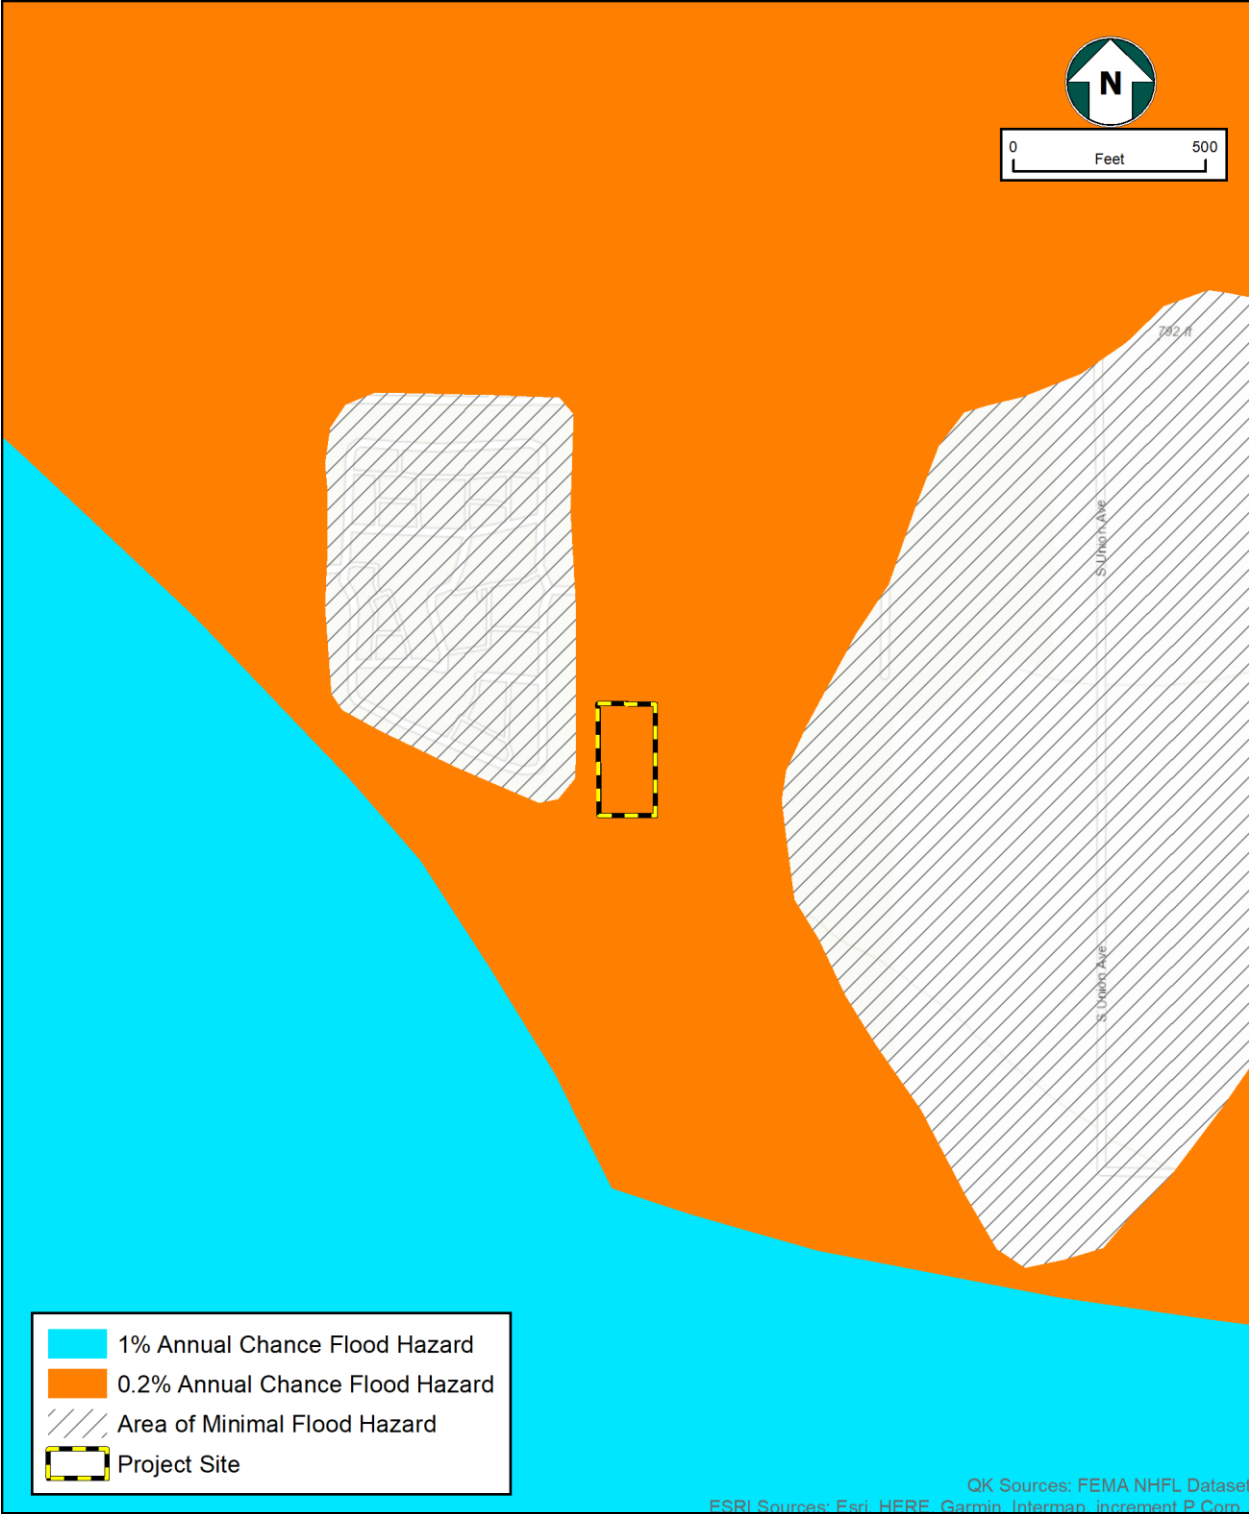 N
0 500
Feet
792 ft
S Union Ave
S Union Ave
1% Annual Chance Flood Hazard
0.2% Annual Chance Flood Hazard
Area of Minimal Flood Hazard
Project Site
QK Sources: FEMA NHFL Dataset
ESRI Sources: Esri, HERE, Garmin, Intermap, increment P Corp.